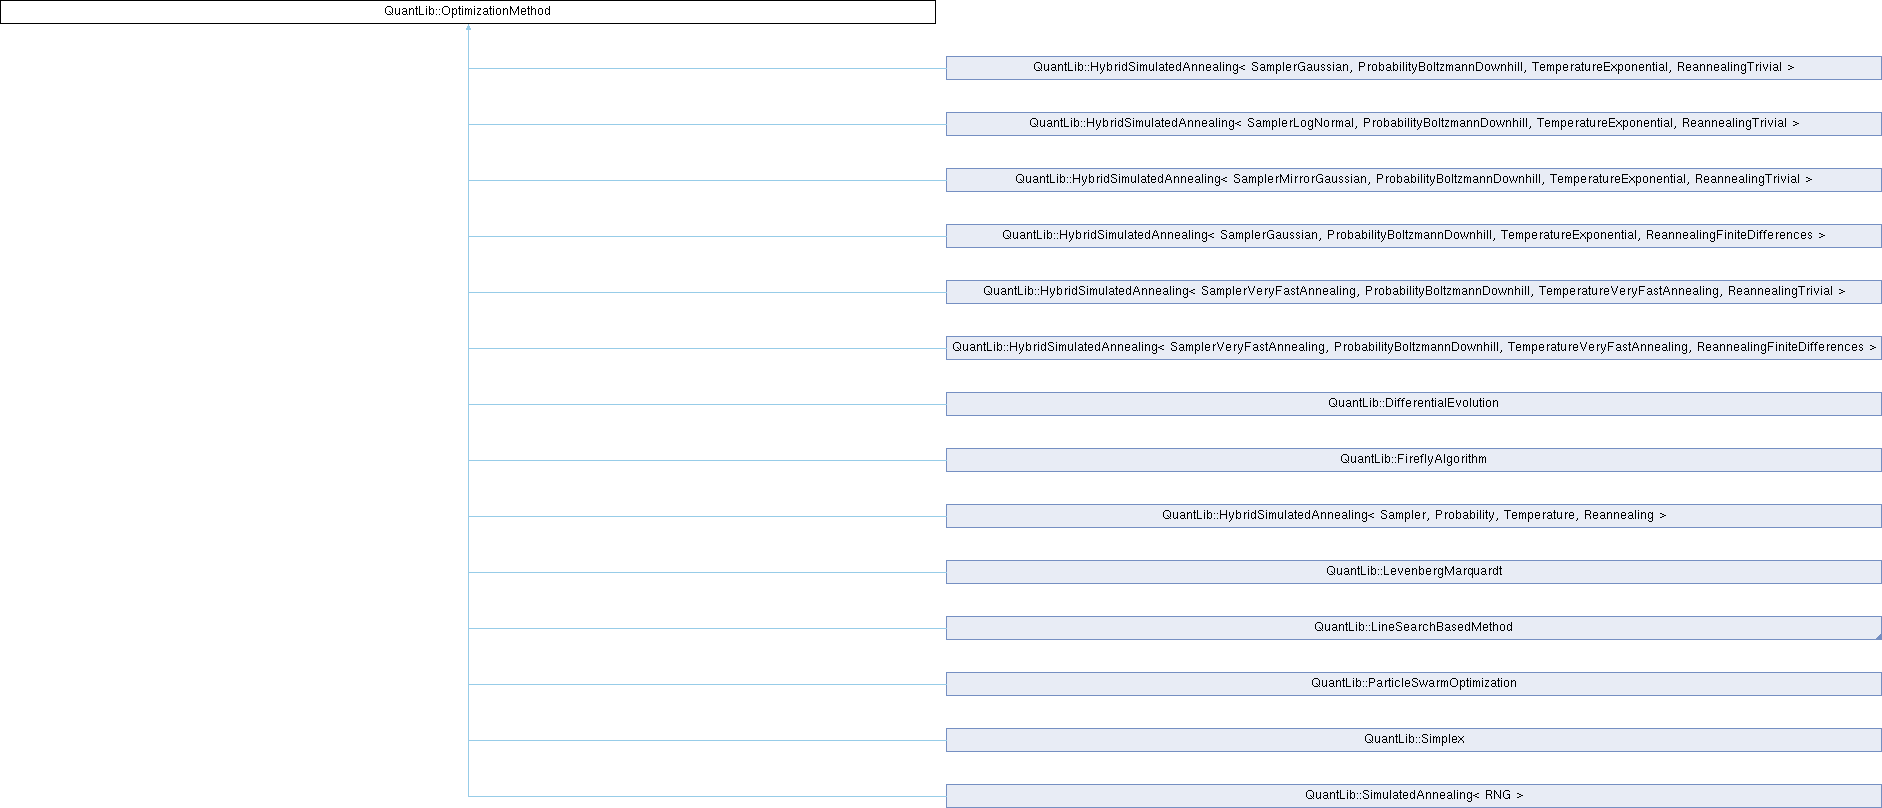 QuantLib::OptimizationMethod
QuantLib::HybridSimulatedAnnealing< SamplerGaussian, ProbabilityBoltzmannDownhill, TemperatureExponential, ReannealingTrivial >
QuantLib::HybridSimulatedAnnealing< SamplerLogNormal, ProbabilityBoltzmannDownhill, TemperatureExponential, ReannealingTrivial >
QuantLib::HybridSimulatedAnnealing< SamplerMirrorGaussian, ProbabilityBoltzmannDownhill, TemperatureExponential, ReannealingTrivial >
QuantLib::HybridSimulatedAnnealing< SamplerGaussian, ProbabilityBoltzmannDownhill, TemperatureExponential, ReannealingFiniteDifferences >
QuantLib::HybridSimulatedAnnealing< SamplerVeryFastAnnealing, ProbabilityBoltzmannDownhill, TemperatureVeryFastAnnealing, ReannealingTrivial >
QuantLib::HybridSimulatedAnnealing< SamplerVeryFastAnnealing, ProbabilityBoltzmannDownhill, TemperatureVeryFastAnnealing, ReannealingFiniteDifferences >
QuantLib::DifferentialEvolution
QuantLib::FireflyAlgorithm
QuantLib::HybridSimulatedAnnealing< Sampler, Probability, Temperature, Reannealing >
QuantLib::LevenbergMarquardt
QuantLib::LineSearchBasedMethod
QuantLib::ParticleSwarmOptimization
QuantLib::Simplex
QuantLib::SimulatedAnnealing< RNG >